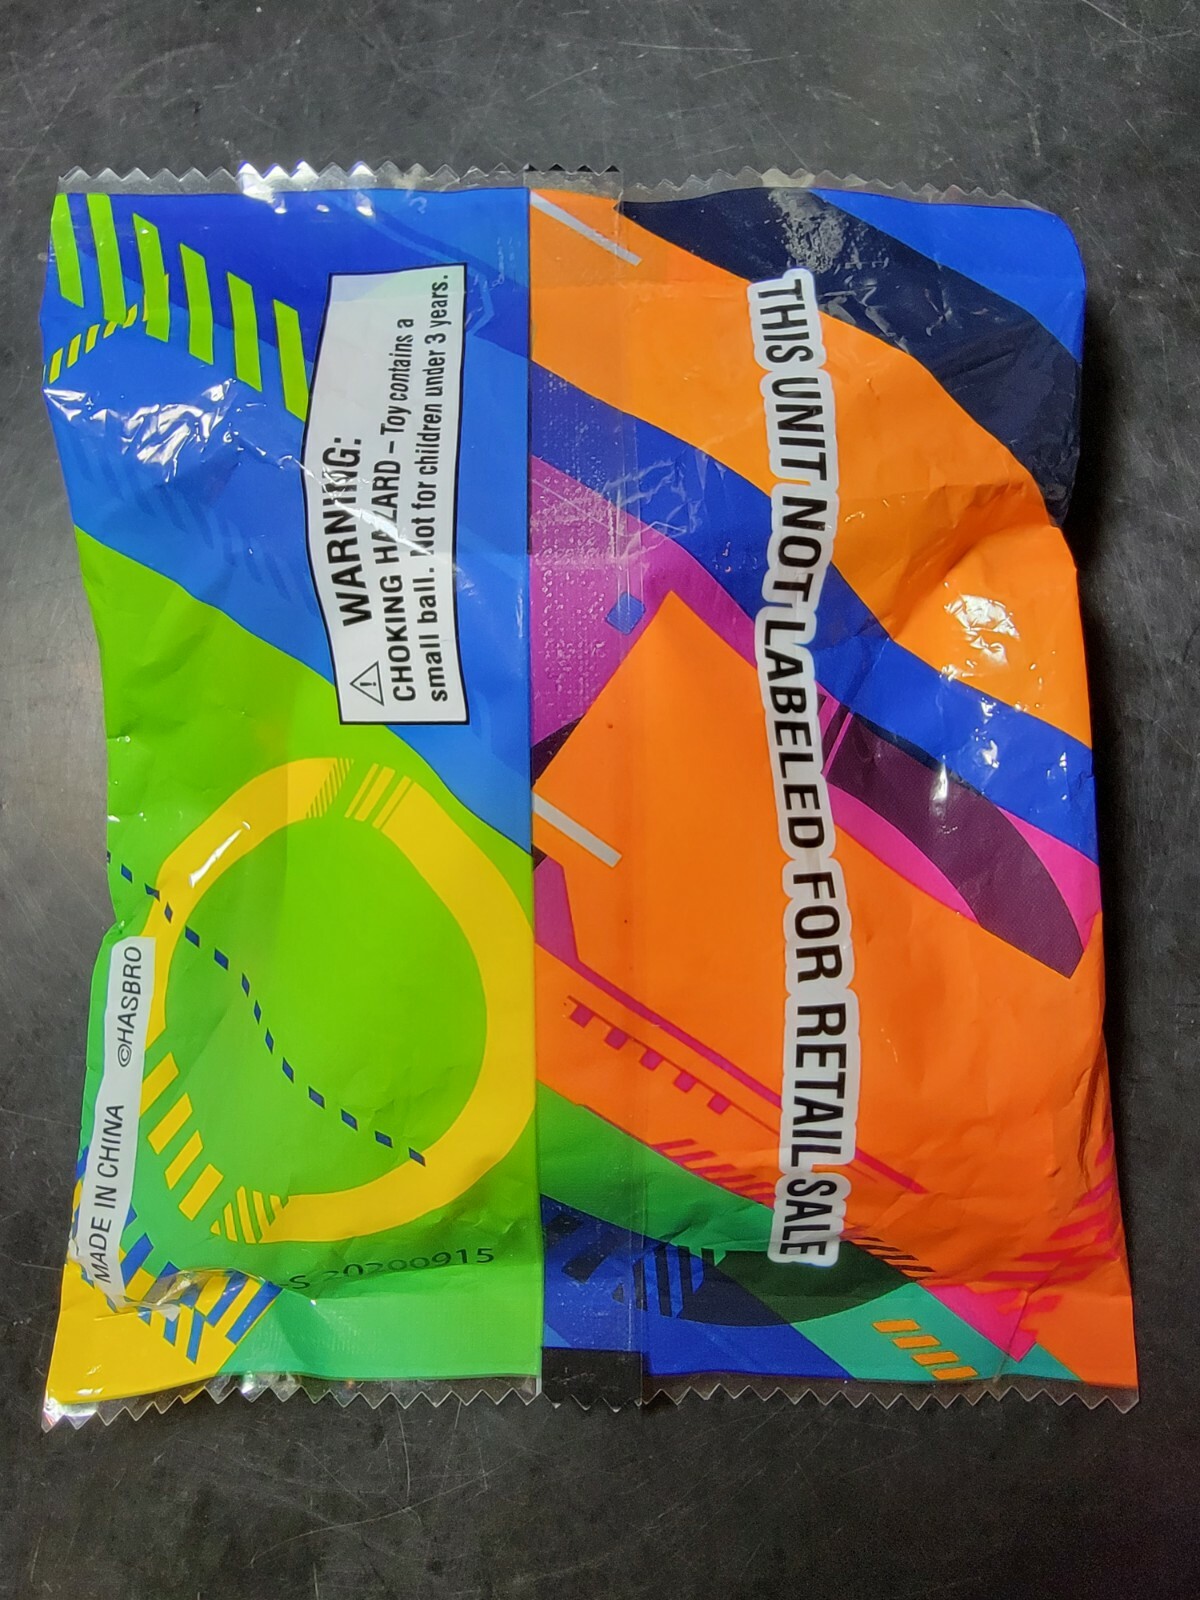 WARNING:
⚠ CHOKING HAZARD – Toy contains a
small ball. Not for children under 3 years.
THIS UNIT NOT LABELED FOR RETAIL SALE
MADE IN CHINA ©HASBRO
S 20200915